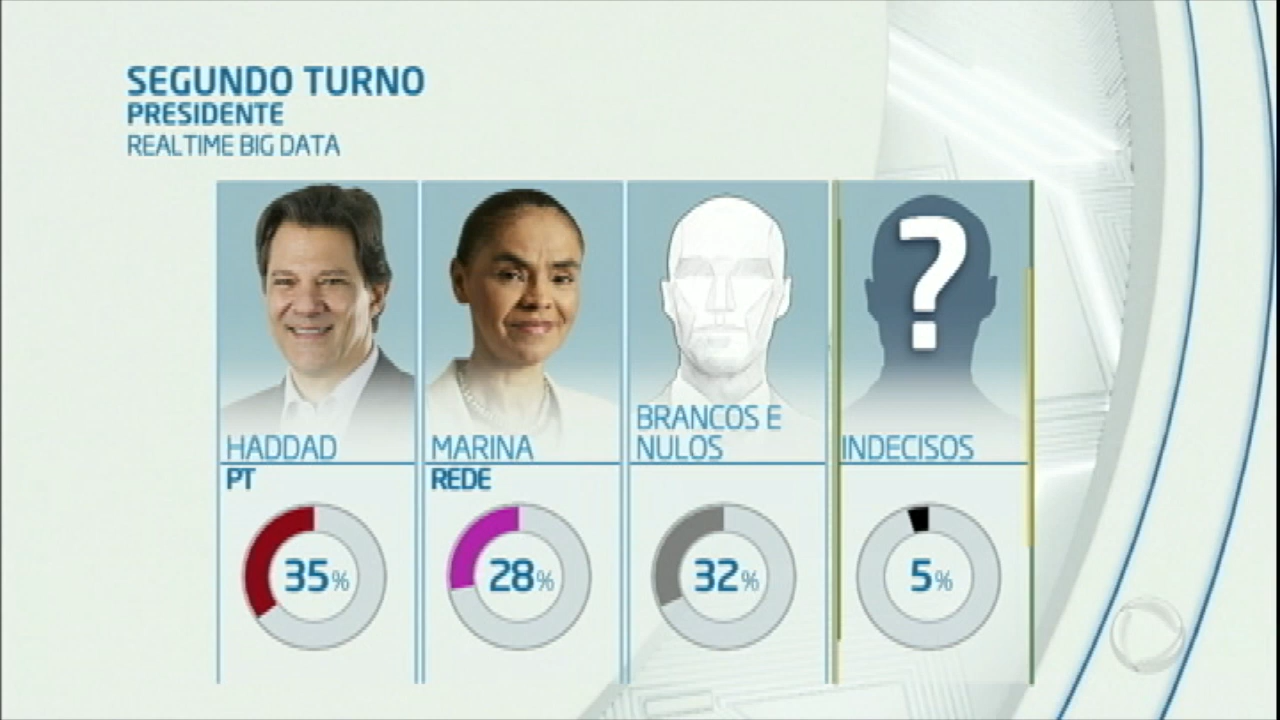 SEGUNDO TURNO
PRESIDENTE
REALTIME BIG DATA
HADDAD
PT
35%
MARINA
REDE
28%
BRANCOS E
NULOS
32%
?
INDECISOS
5%